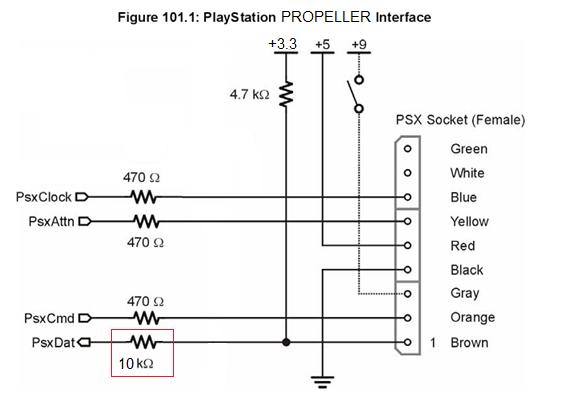 Figure 101.1: PlayStation PROPELLER Interface
+3.3 +5 +9
4.7 kΩ
PSX Socket (Female)
Green
White
470 Ω
PsxClock Blue
PsxAttn Yellow
470 Ω
Red
Black
Gray
470 Ω
PsxCmd Orange
PsxDat 1 Brown
10 kΩ